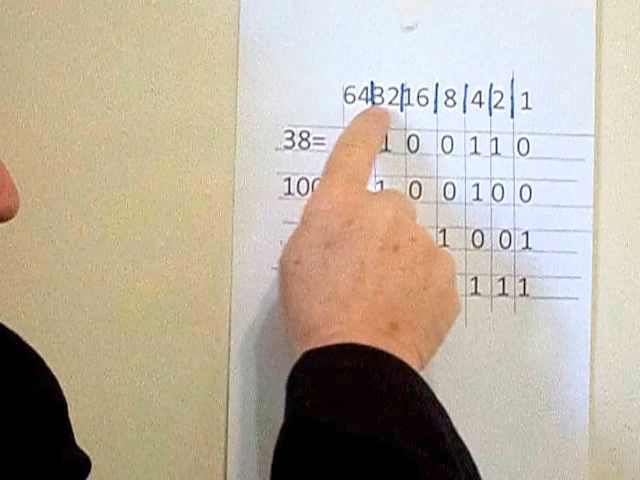 64|32|16|8|4|2|1
38= 1 0 0 1 1 0
100 1 0 0 1 0 0
1 0 0 1
1 1 1